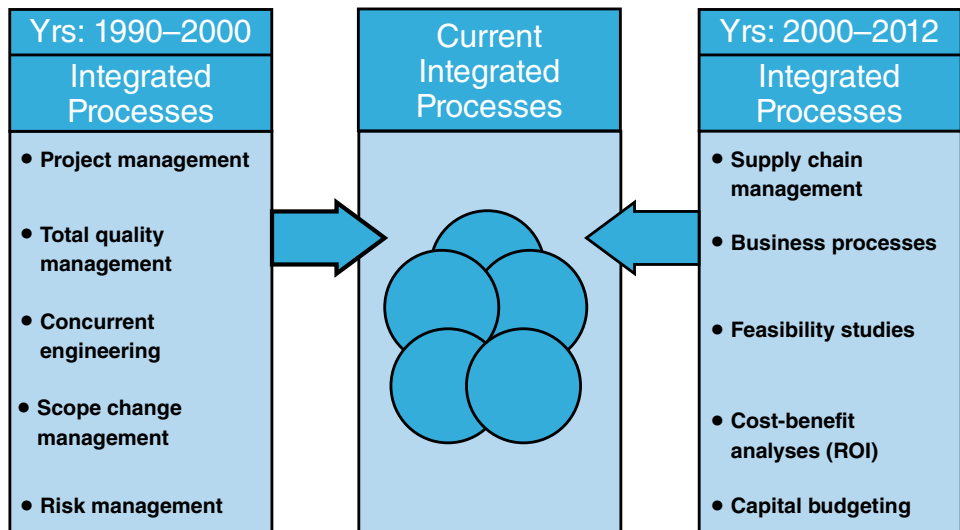 Yrs: 1990–2000
Integrated
Processes
• Project management
• Total quality
management
• Concurrent
engineering
• Scope change
management
• Risk management
Current
Integrated
Processes
Yrs: 2000–2012
Integrated
Processes
• Supply chain
management
• Business processes
• Feasibility studies
• Cost-benefit
analyses (ROI)
• Capital budgeting